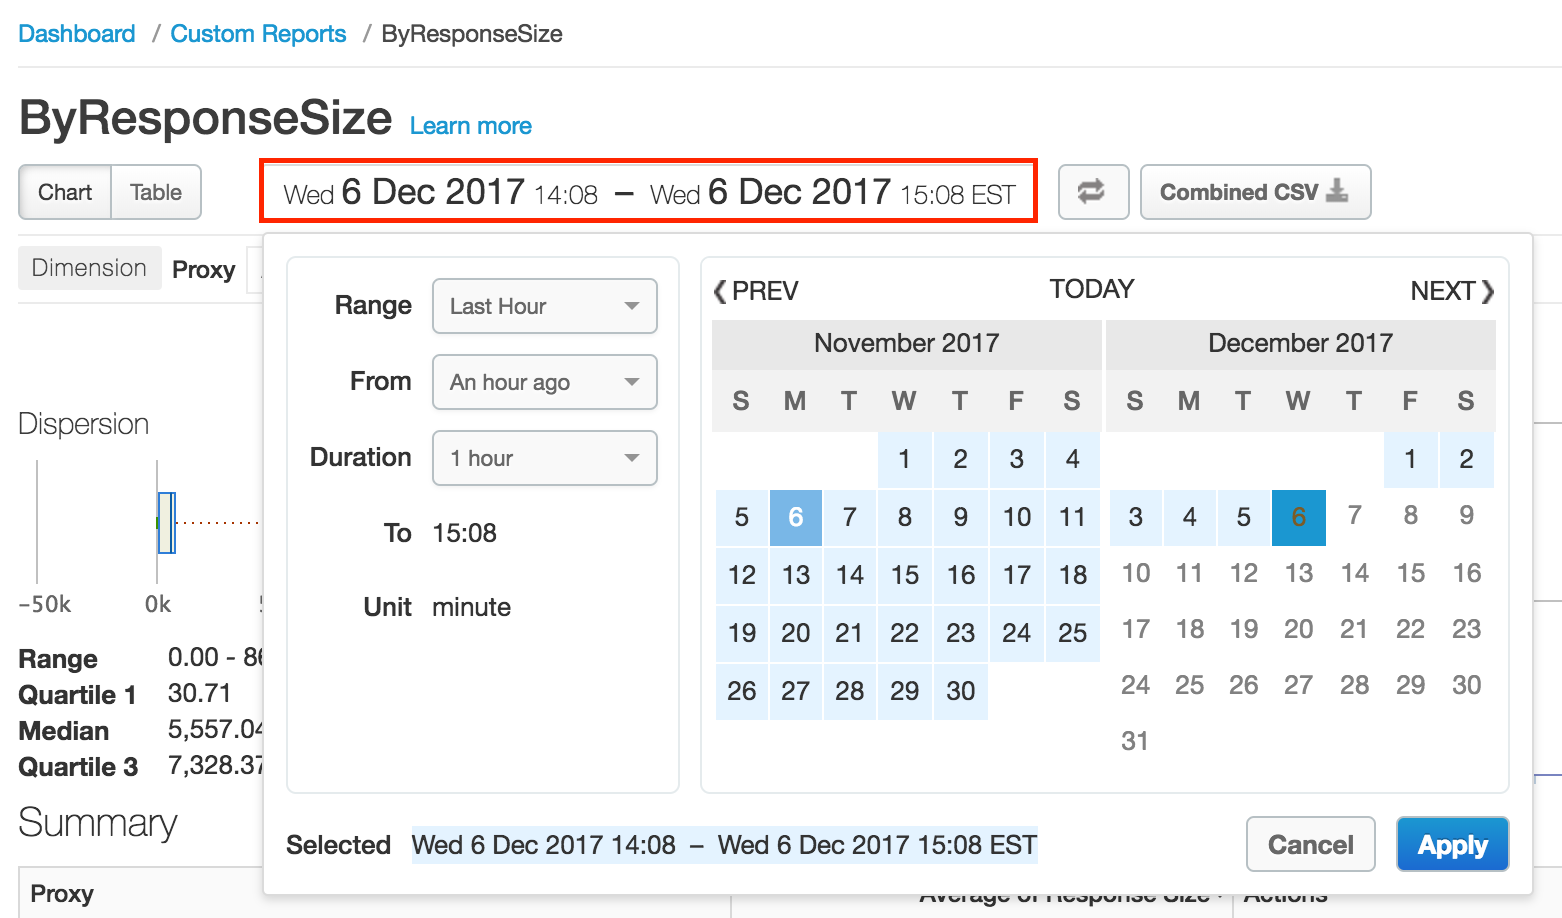 Dashboard / Custom Reports / ByResponseSize
ByResponseSize Learn more
Chart Table
Wed 6 Dec 2017 14:08 – Wed 6 Dec 2017 15:08 EST
Combined CSV
Dimension Proxy
Range Last Hour
From An hour ago
Duration 1 hour
To 15:08
Unit minute
❮ PREV TODAY NEXT ❯
November 2017
S M T W T F S
1 2 3 4
5 6 7 8 9 10 11
12 13 14 15 16 17 18
19 20 21 22 23 24 25
26 27 28 29 30
December 2017
S M T W T F S
1 2
3 4 5 6 7 8 9
10 11 12 13 14 15 16
17 18 19 20 21 22 23
24 25 26 27 28 29 30
31
Selected Wed 6 Dec 2017 14:08 – Wed 6 Dec 2017 15:08 EST
Cancel Apply
Dispersion
−50k 0k
Range 0.00 - 8
Quartile 1 30.71
Median 5,557.04
Quartile 3 7,328.37
Summary
Proxy Average of Response Size Actions